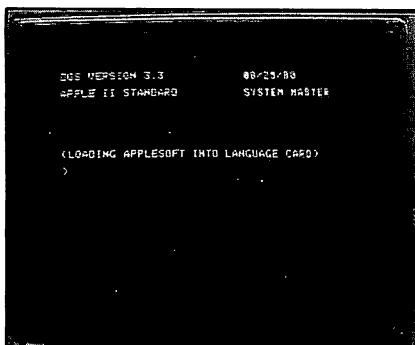 DOS VERSION 3.3 08/25/80
APPLE II STANDARD SYSTEM MASTER
(LOADING APPLESOFT INTO LANGUAGE CARD)
>